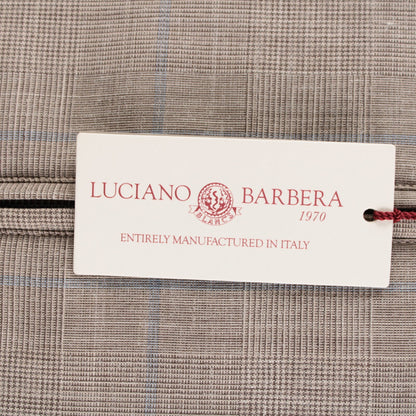 LUCIANO BARBERA
1970
ENTIRELY MANUFACTURED IN ITALY